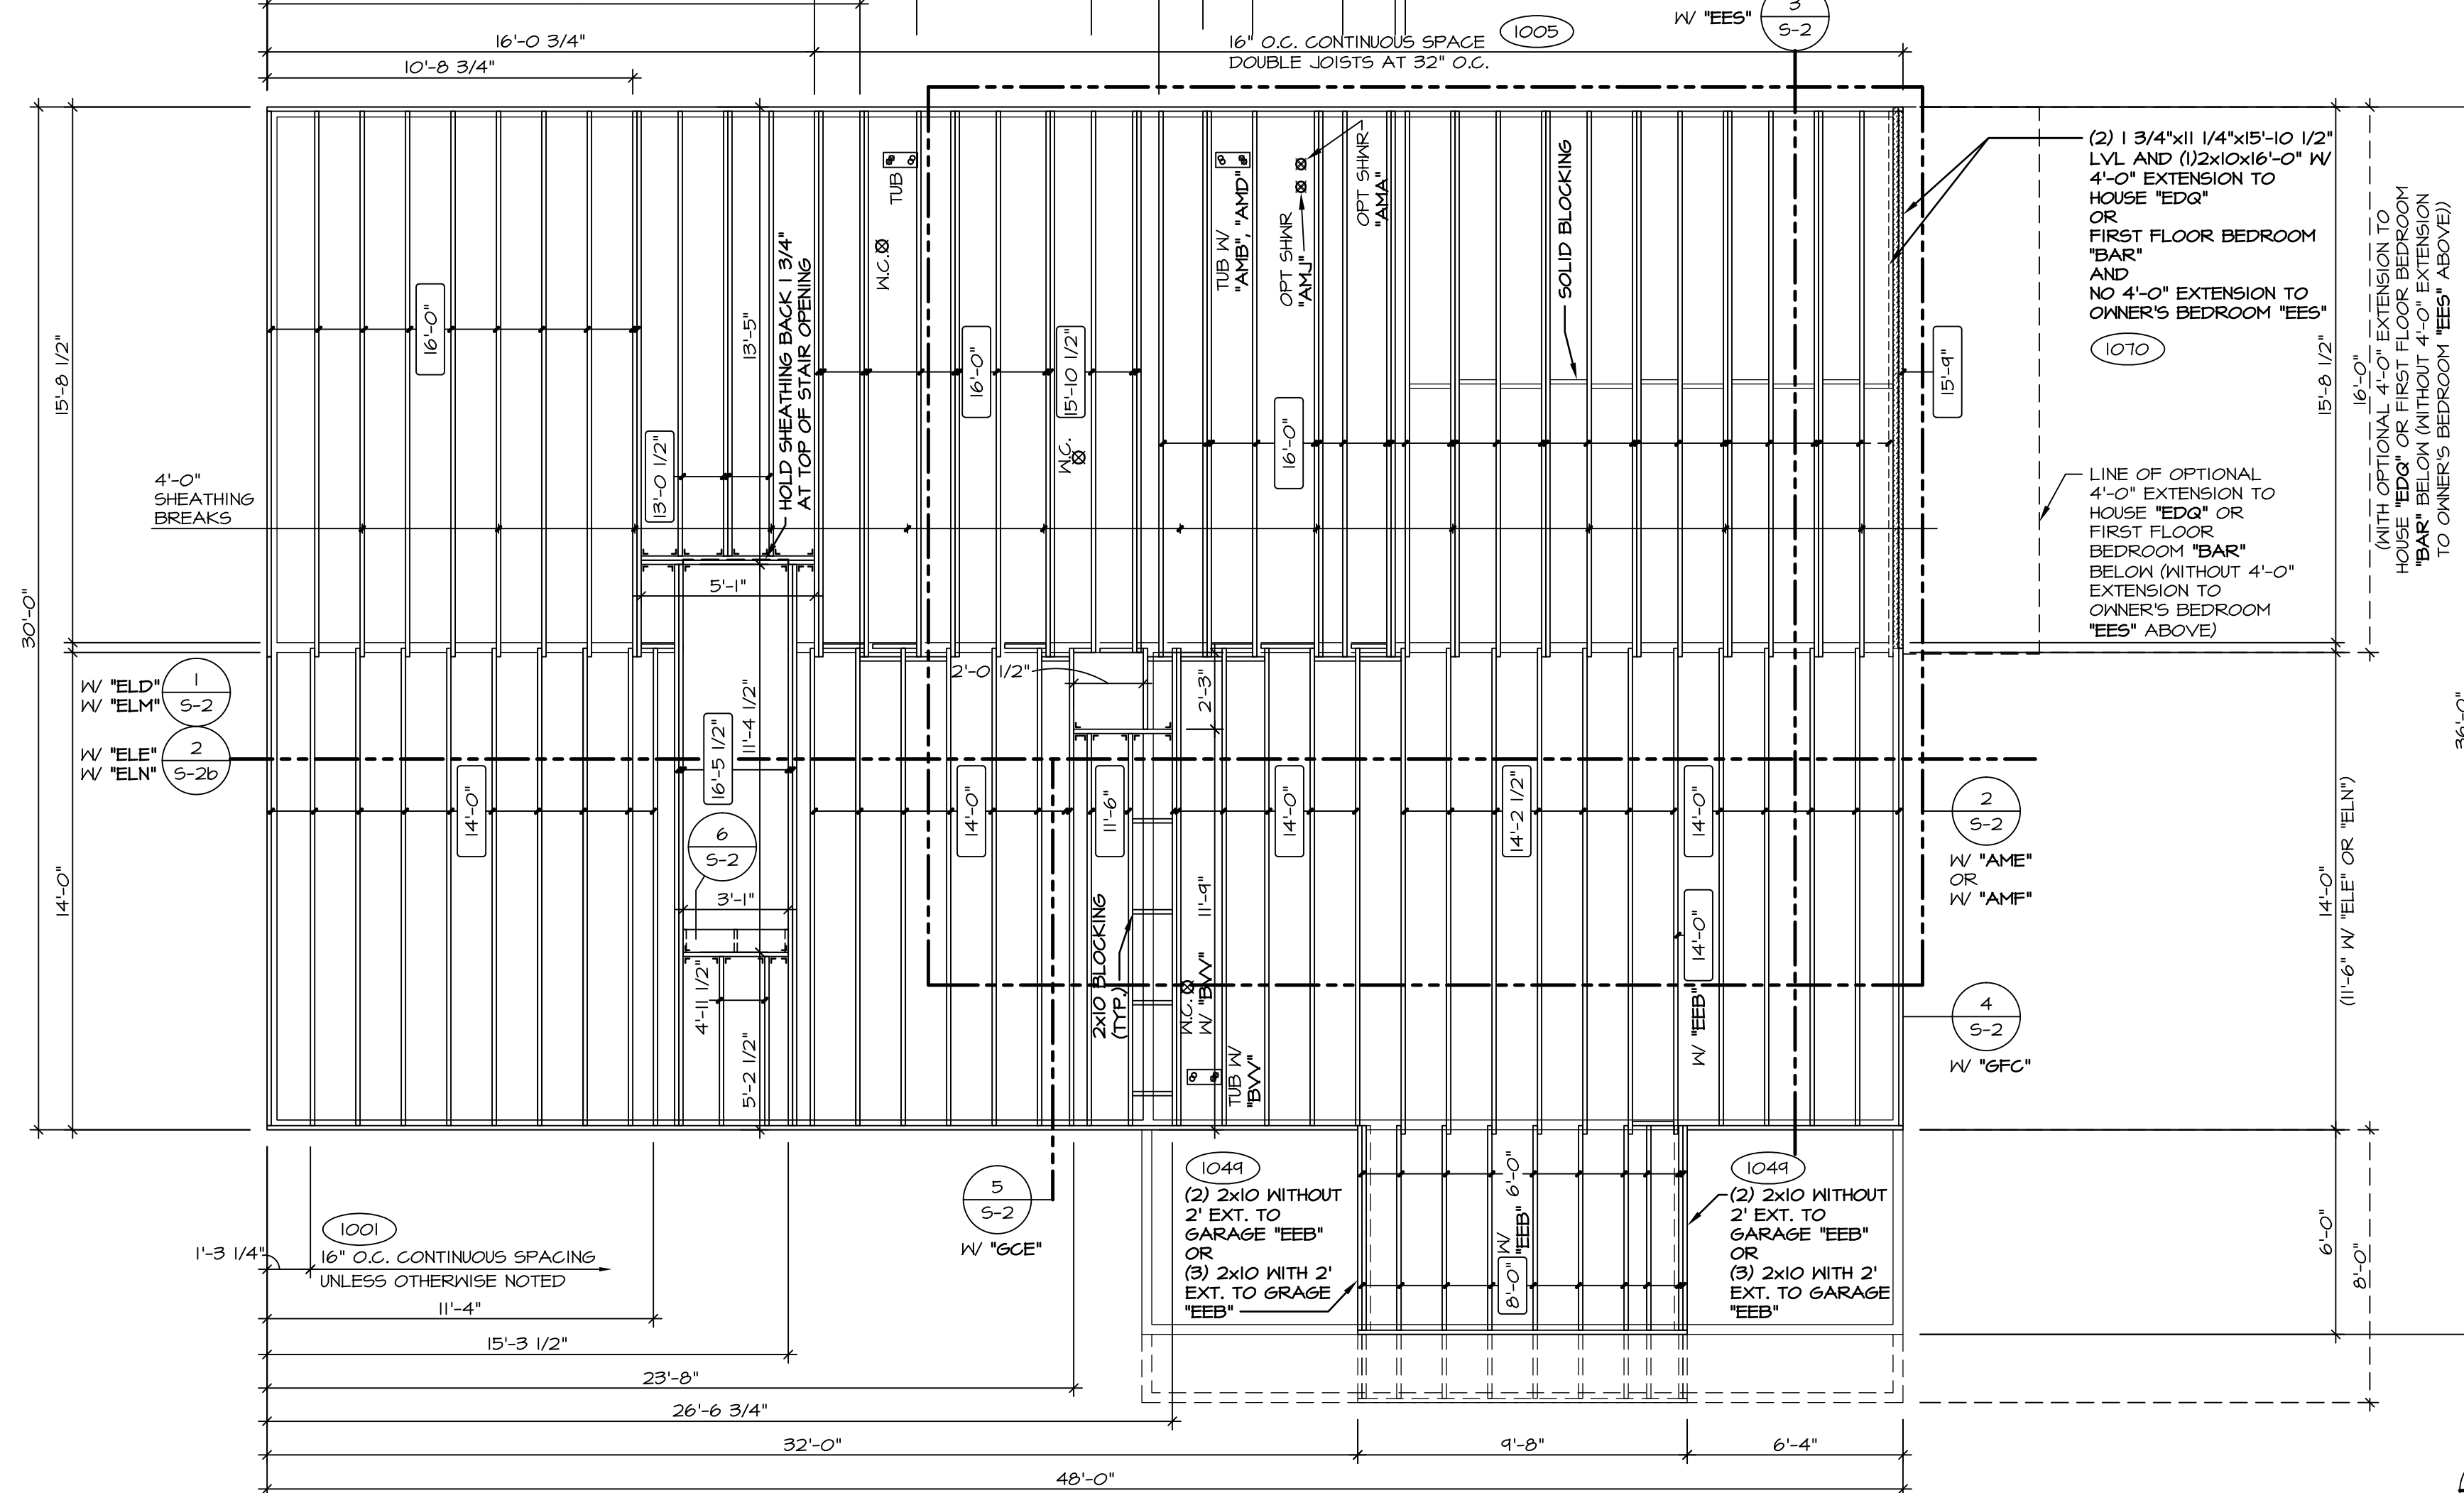 3
S-2
W/ "EES"
1005
16" O.C. CONTINUOUS SPACE
DOUBLE JOISTS AT 32" O.C.
16'-0 3/4"
10'-8 3/4"
30'-0"
15'-8 1/2"
14'-0"
4'-0"
SHEATHING
BREAKS
W/ "ELD"
W/ "ELM"
1
S-2
W/ "ELE"
W/ "ELN"
2
S-2b
16'-0"
13'-0 1/2"
13'-5"
HOLD SHEATHING BACK 1 3/4"
AT TOP OF STAIR OPENING
TUB
W.C.
16'-0"
15'-10 1/2"
W.C.
TUB W/
"AMB", "AMD"
OPT SHWR
"AMJ"
OPT SHWR
"AMA"
16'-0"
SOLID BLOCKING
15'-9"
5'-1"
2'-0 1/2"
2'-3"
11'-4 1/2"
16'-5 1/2"
14'-0"
6
S-2
3'-1"
4'-11 1/2"
5'-2 1/2"
14'-0"
11'-6"
2x10 BLOCKING
(TYP.)
11'-9"
W.C.
W/ "BVV"
TUB W/
"BVV"
14'-0"
14'-2 1/2"
14'-0"
14'-0"
W/ "EEB"
(2) 1 3/4"x11 1/4"x15'-10 1/2"
LVL AND (1)2x10x16'-0" W/
4'-0" EXTENSION TO
HOUSE "EDQ"
OR
FIRST FLOOR BEDROOM
"BAR"
AND
NO 4'-0" EXTENSION TO
OWNER'S BEDROOM "EES"
1070
LINE OF OPTIONAL
4'-0" EXTENSION TO
HOUSE "EDQ" OR
FIRST FLOOR
BEDROOM "BAR"
BELOW (WITHOUT 4'-0"
EXTENSION TO
OWNER'S BEDROOM
"EES" ABOVE)
15'-8 1/2"
16'-0"
(WITH OPTIONAL 4'-0" EXTENSION TO
HOUSE "EDQ" OR FIRST FLOOR BEDROOM
"BAR" BELOW (WITHOUT 4'-0" EXTENSION
TO OWNER'S BEDROOM "EES" ABOVE))
36'-0"
2
S-2
W/ "AME"
OR
W/ "AMF"
4
S-2
W/ "GFC"
14'-0"
(11'-6" W/ "ELE" OR "ELN")
6'-0"
8'-0"
5
S-2
W/ "GCE"
1049
(2) 2x10 WITHOUT
2' EXT. TO
GARAGE "EEB"
OR
(3) 2x10 WITH 2'
EXT. TO GRAGE
"EEB"
6'-0"
W/
"EEB"
8'-0"
1049
(2) 2x10 WITHOUT
2' EXT. TO
GARAGE "EEB"
OR
(3) 2x10 WITH 2'
EXT. TO GARAGE
"EEB"
1001
1'-3 1/4"
16" O.C. CONTINUOUS SPACING
UNLESS OTHERWISE NOTED
11'-4"
15'-3 1/2"
23'-8"
26'-6 3/4"
32'-0"
9'-8"
6'-4"
48'-0"